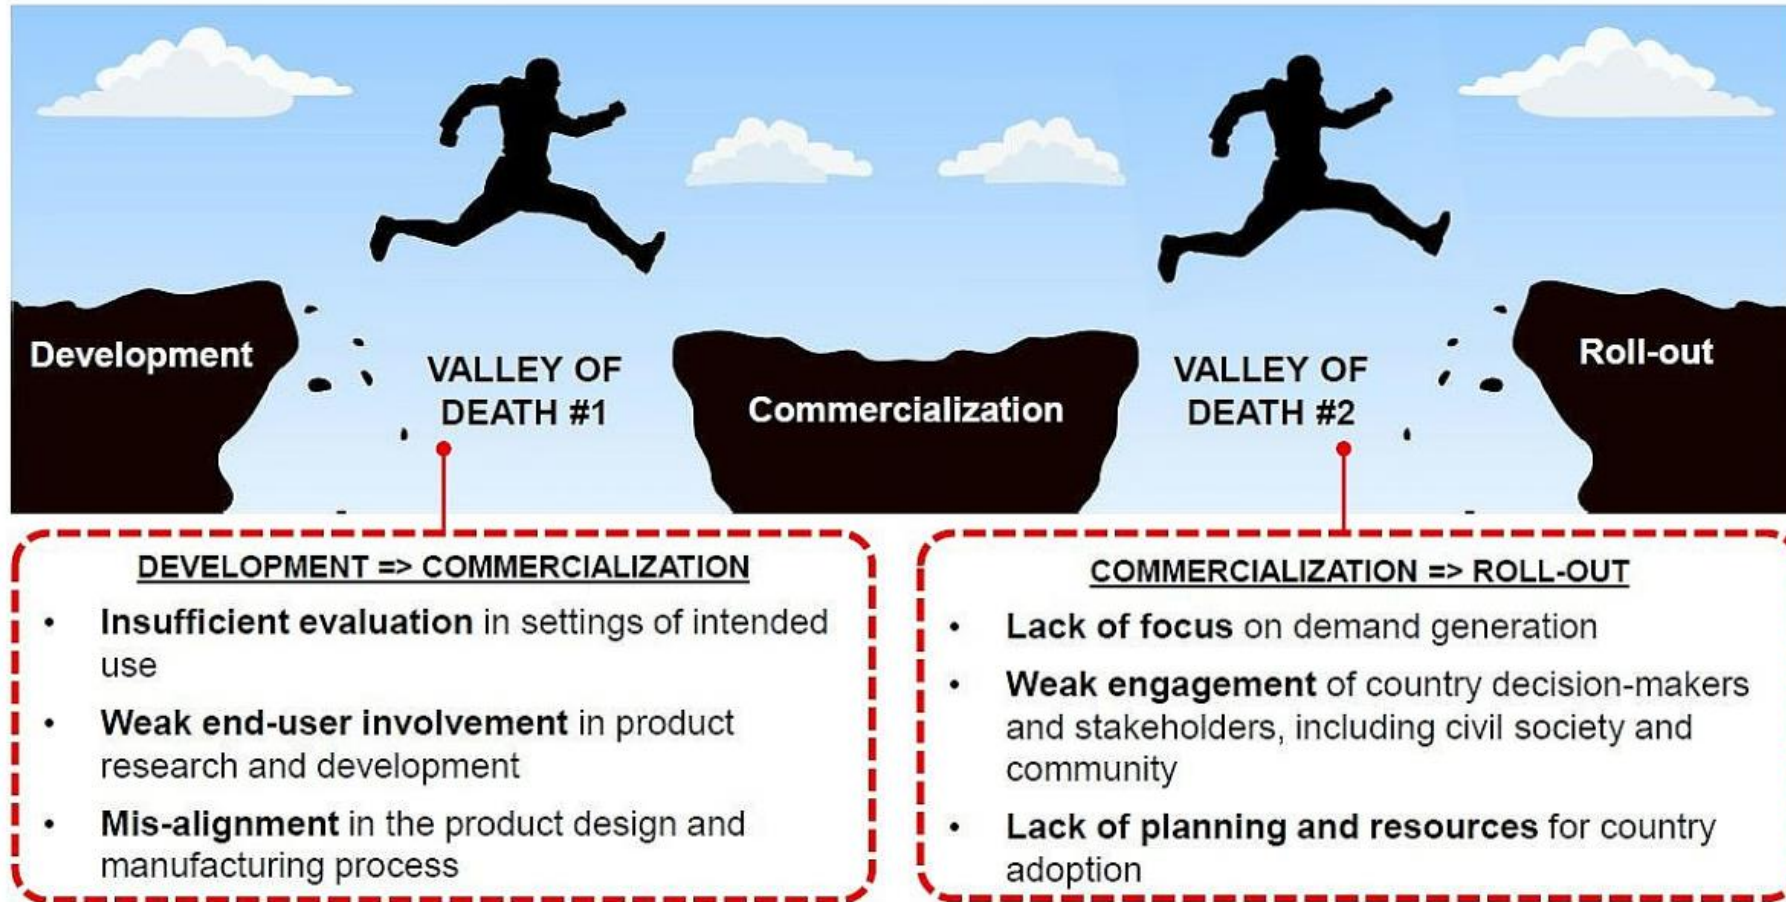 Development
VALLEY OF
DEATH #1
Commercialization
VALLEY OF
DEATH #2
Roll-out
DEVELOPMENT => COMMERCIALIZATION
• Insufficient evaluation in settings of intended
use
• Weak end-user involvement in product
research and development
• Mis-alignment in the product design and
manufacturing process
COMMERCIALIZATION => ROLL-OUT
• Lack of focus on demand generation
• Weak engagement of country decision-makers
and stakeholders, including civil society and
community
• Lack of planning and resources for country
adoption